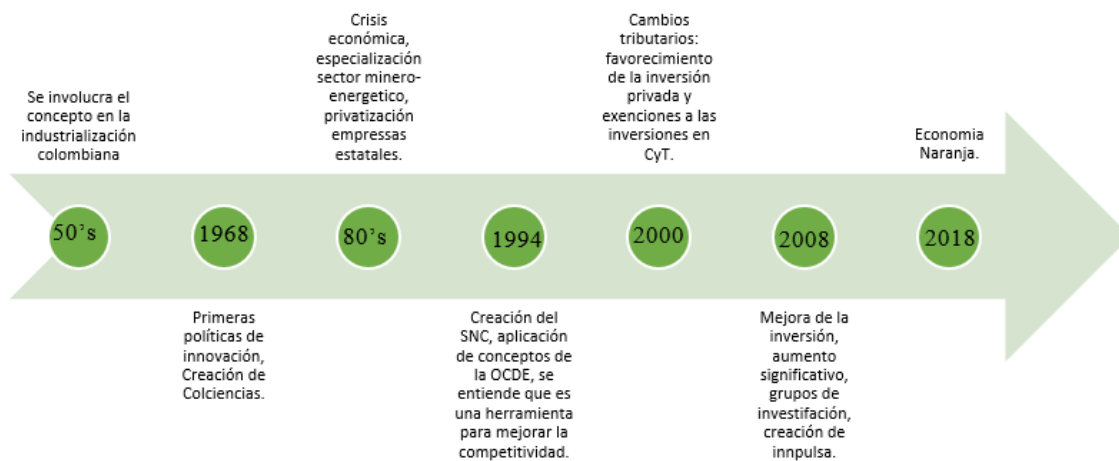 Se involucra el
concepto en la
industrialización
colombiana
50's
1968
Primeras
políticas de
innovación,
Creación de
Colciencias.
Crisis
económica,
especialización
sector minero-
energetico,
privatización
empressas
estatales.
80's
1994
Creación del
SNC, aplicación
de conceptos de
la OCDE, se
entiende que es
una herramienta
para mejorar la
competitividad.
Cambios
tributarios:
favorecimiento
de la inversión
privada y
exenciones a las
inversiones en
CyT.
2000
2008
Mejora de la
inversión,
aumento
significativo,
grupos de
investifación,
creación de
innpulsa.
Economia
Naranja.
2018